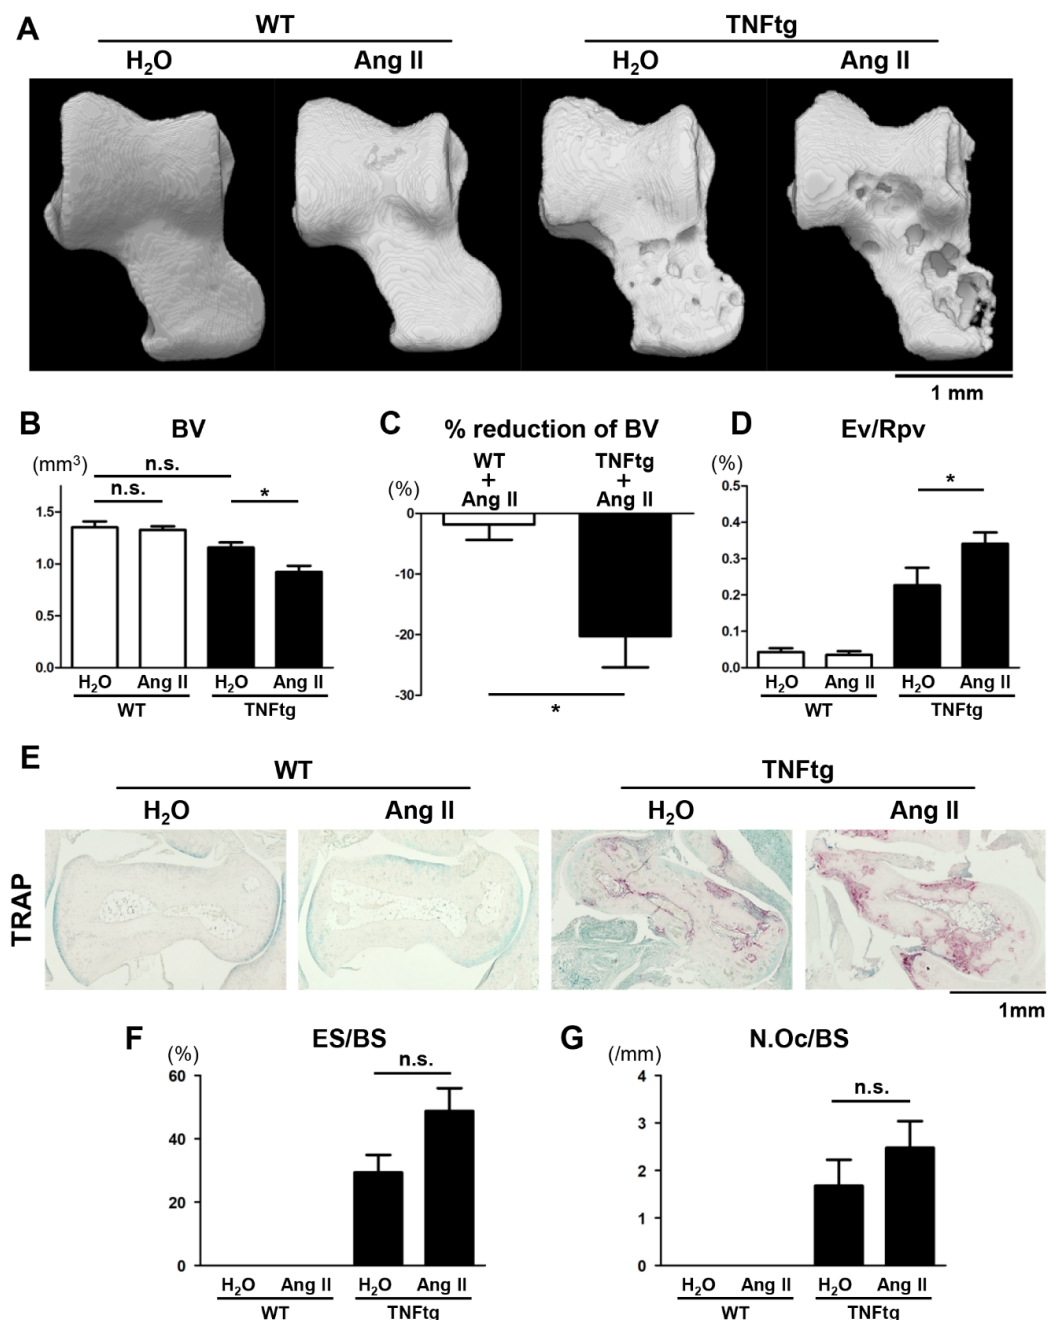 A
WT TNFtg
H₂O Ang II H₂O Ang II
1 mm
B BV
(mm³)
n.s.
n.s. *
1.5
1.0
0.5
0.0
H₂O Ang II H₂O Ang II
WT TNFtg
C % reduction of BV
WT TNFtg
+ +
Ang II Ang II
(%)
0
-10
-20
-30
*
D Ev/Rpv
(%)
*
0.5
0.4
0.3
0.2
0.1
0.0
H₂O Ang II H₂O Ang II
WT TNFtg
E
WT TNFtg
H₂O Ang II H₂O Ang II
TRAP
1mm
F ES/BS
(%)
n.s.
60
40
20
0
H₂O Ang II H₂O Ang II
WT TNFtg
G N.Oc/BS
(/mm)
n.s.
4
3
2
1
0
H₂O Ang II H₂O Ang II
WT TNFtg